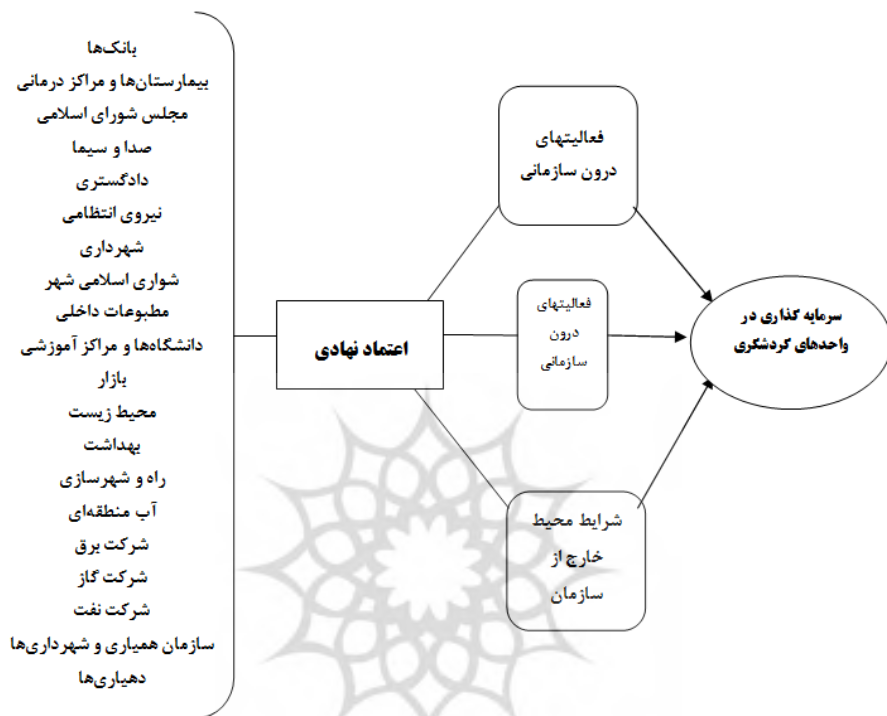 بانک‌ها
بیمارستان‌ها و مراکز درمانی
مجلس شورای اسلامی
صدا و سیما
دادگستری
نیروی انتظامی
شهرداری
شواری اسلامی شهر
مطبوعات داخلی
دانشگاه‌ها و مراکز آموزشی
بازار
محیط زیست
بهداشت
راه و شهرسازی
آب منطقه‌ای
شرکت برق
شرکت گاز
شرکت نفت
سازمان همیاری و شهرداری‌ها
دهیاری‌ها
اعتماد نهادی
فعالیتهای
درون سازمانی
فعالیتهای
درون
سازمانی
شرایط محیط
خارج از
سازمان
سرمایه گذاری در
واحدهای گردشگری